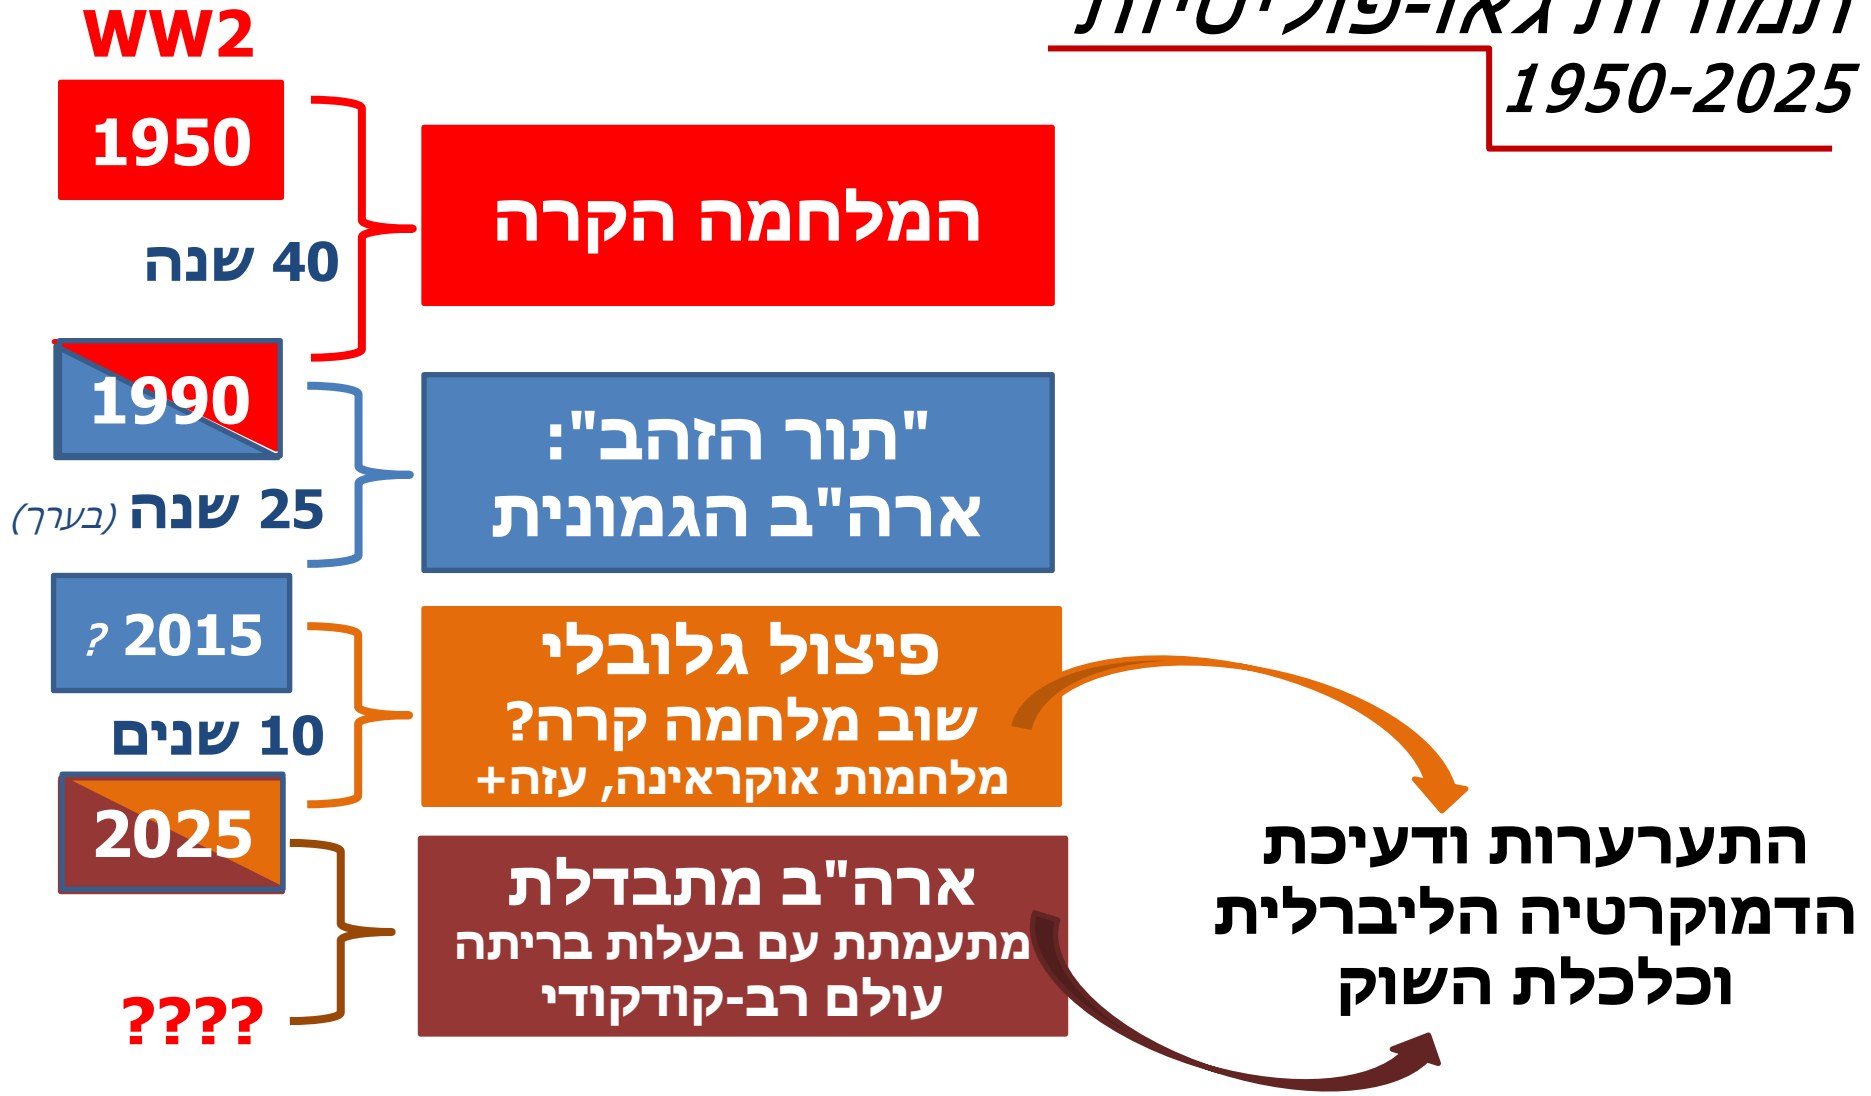 תמורות גאו-פוליטיות
1950-2025
WW2
1950
המלחמה הקרה
40 שנה
1990
"תור הזהב":
ארה"ב הגמונית
25 שנה (בערך)
2015 ?
פיצול גלובלי
שוב מלחמה קרה?
מלחמות אוקראינה, עזה+
10 שנים
2025
ארה"ב מתבדלת
מתעמתת עם בעלות בריתה
עולם רב-קודקודי
????
התערערות ודעיכת
הדמוקרטיה הליברלית
וכלכלת השוק